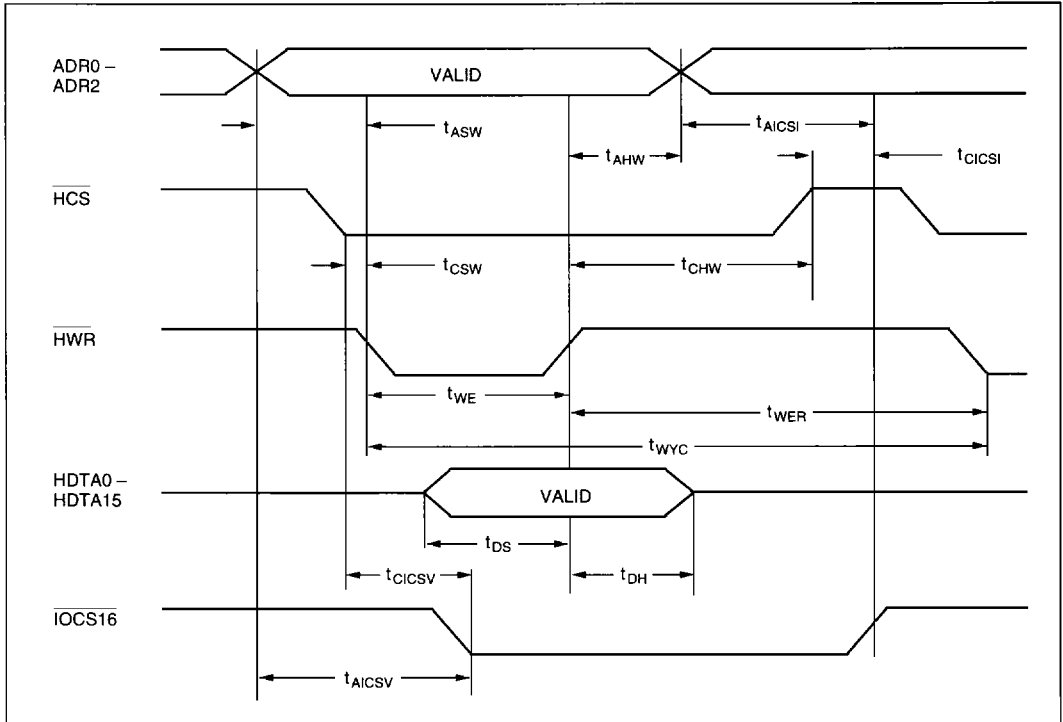 ADR0 –
ADR2
VALID
tASW
tAICSI
tAHW
tCICSI
HCS
tCSW
tCHW
HWR
tWE
tWER
tWYC
HDTA0 –
HDTA15
VALID
tDS
tCICSV
tDH
IOCS16
tAICSV